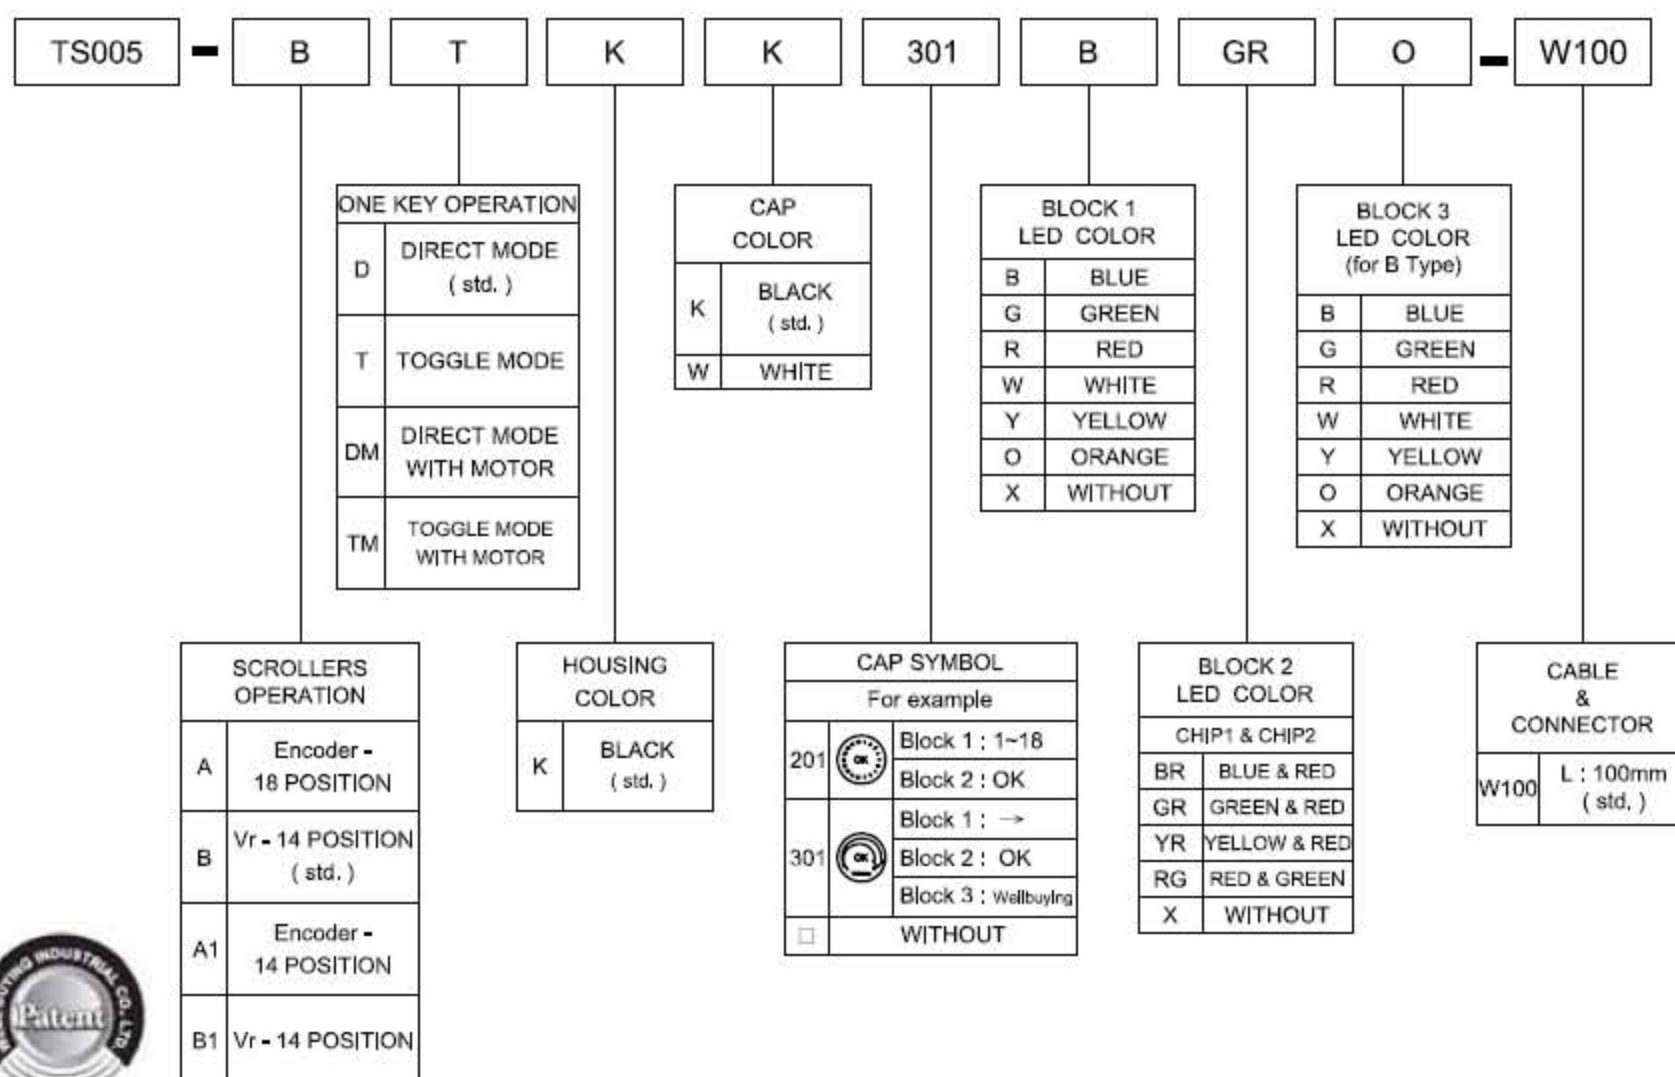 TS005 - B T K K 301 B GR O - W100
ONE KEY OPERATION
D DIRECT MODE
( std. )
T TOGGLE MODE
DM DIRECT MODE
WITH MOTOR
TM TOGGLE MODE
WITH MOTOR
CAP
COLOR
K BLACK
( std. )
W WHITE
BLOCK 1
LED COLOR
B BLUE
G GREEN
R RED
W WHITE
Y YELLOW
O ORANGE
X WITHOUT
BLOCK 3
LED COLOR
(for B Type)
B BLUE
G GREEN
R RED
W WHITE
Y YELLOW
O ORANGE
X WITHOUT
SCROLLERS
OPERATION
A Encoder -
18 POSITION
B Vr - 14 POSITION
( std. )
A1 Encoder -
14 POSITION
B1 Vr - 14 POSITION
HOUSING
COLOR
K BLACK
( std. )
CAP SYMBOL
For example
201 OK Block 1 : 1~18
Block 2 : OK
301 OK Block 1 : →
Block 2 : OK
Block 3 : Wellbuying
□ WITHOUT
BLOCK 2
LED COLOR
CHIP1 & CHIP2
BR BLUE & RED
GR GREEN & RED
YR YELLOW & RED
RG RED & GREEN
X WITHOUT
CABLE
&
CONNECTOR
W100 L : 100mm
( std. )
INDUSTRIAL CO. LTD.
Patent